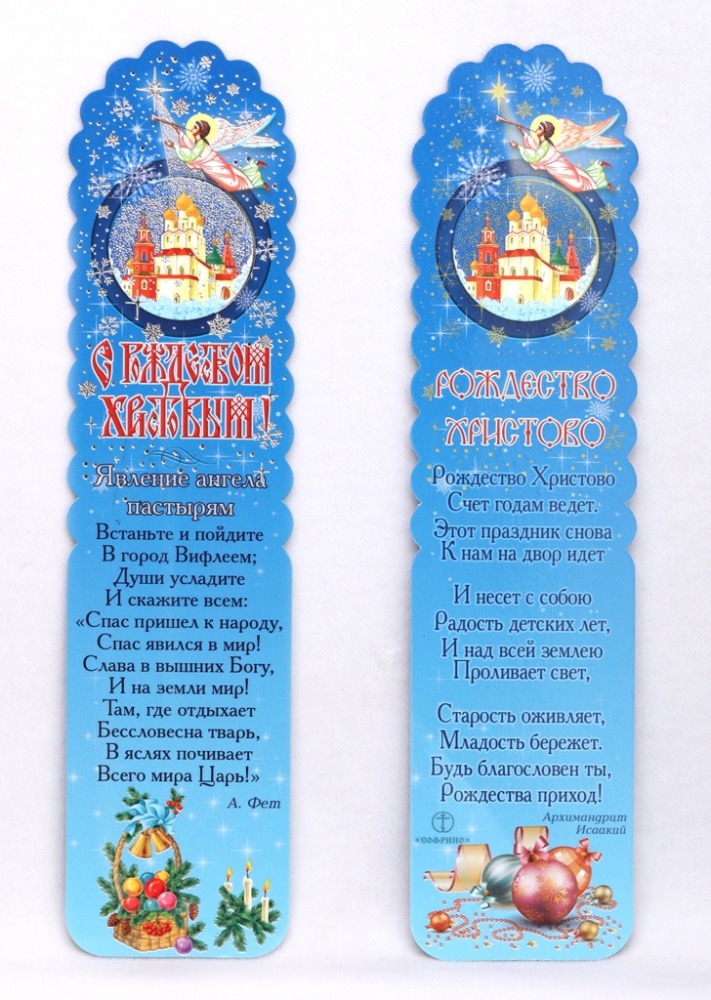 С РОЖДЕСТВОМ
ХРИСТОВЫМ!
Явление ангела
пастырям
Встаньте и пойдите
В город Вифлеем;
Души усладите
И скажите всем:
«Спас пришел к народу,
Спас явился в мир!
Слава в вышних Богу,
И на земли мир!
Там, где отдыхает
Бессловесна тварь,
В яслях почивает
Всего мира Царь!»
А. Фет
РОЖДЕСТВО
ХРИСТОВО
Рождество Христово
Счет годам ведет.
Этот праздник снова
К нам на двор идет
И несет с собою
Радость детских лет,
И над всей землею
Проливает свет,
Старость оживляет,
Младость бережет.
Будь благословен ты,
Рождества приход!
Архимандрит
Исаакий
«СОФРИНО»